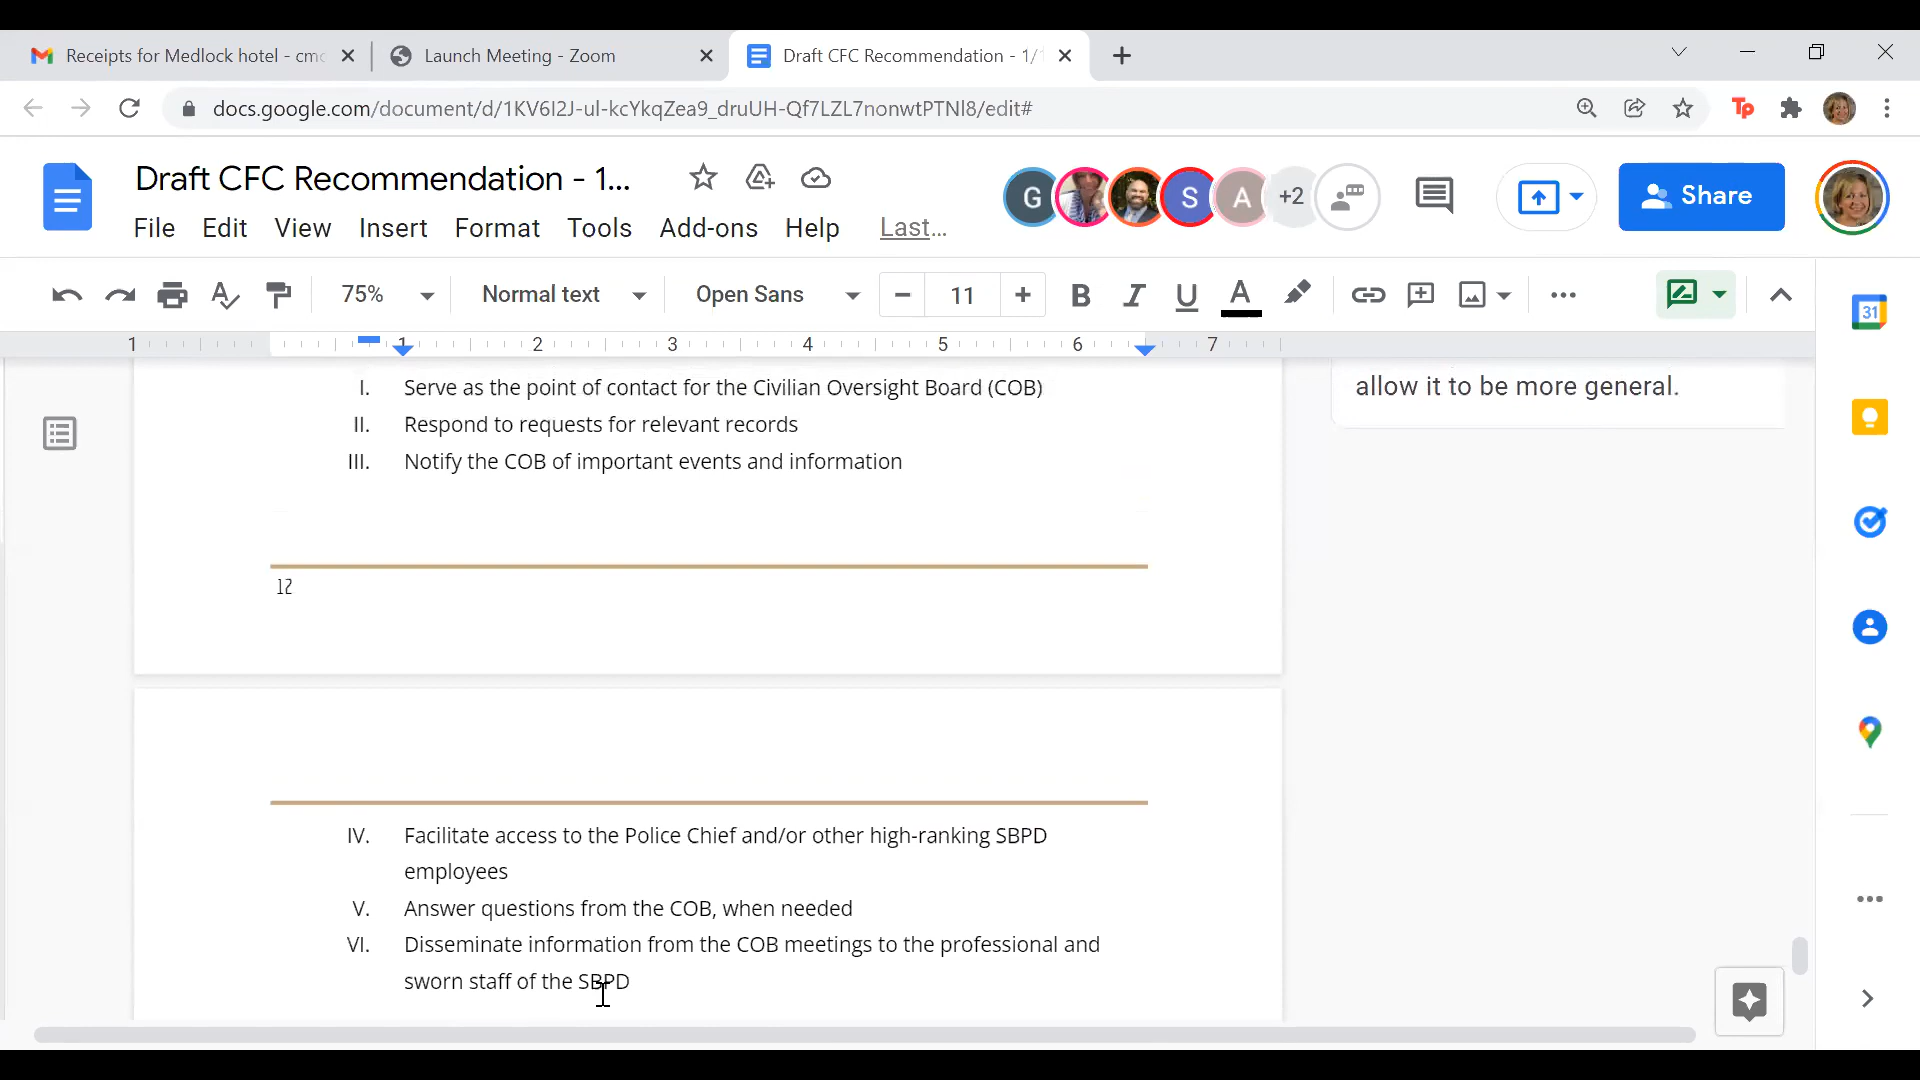 Receipts for Medlock hotel - cmc
Launch Meeting - Zoom
Draft CFC Recommendation - 1/
docs.google.com/document/d/1KV6I2J-ul-kcYkqZea9_druUH-Qf7LZL7nonwtPTNl8/edit#
Tp
Draft CFC Recommendation - 1...
G
S
A
+2
Share
File Edit View Insert Format Tools Add-ons Help Last...
75% Normal text Open Sans 11 B I U A
31
1 1 2 3 4 5 6 7
I. Serve as the point of contact for the Civilian Oversight Board (COB)
allow it to be more general.
II. Respond to requests for relevant records
III. Notify the COB of important events and information
12
IV. Facilitate access to the Police Chief and/or other high-ranking SBPD
employees
V. Answer questions from the COB, when needed
VI. Disseminate information from the COB meetings to the professional and
sworn staff of the SBPD